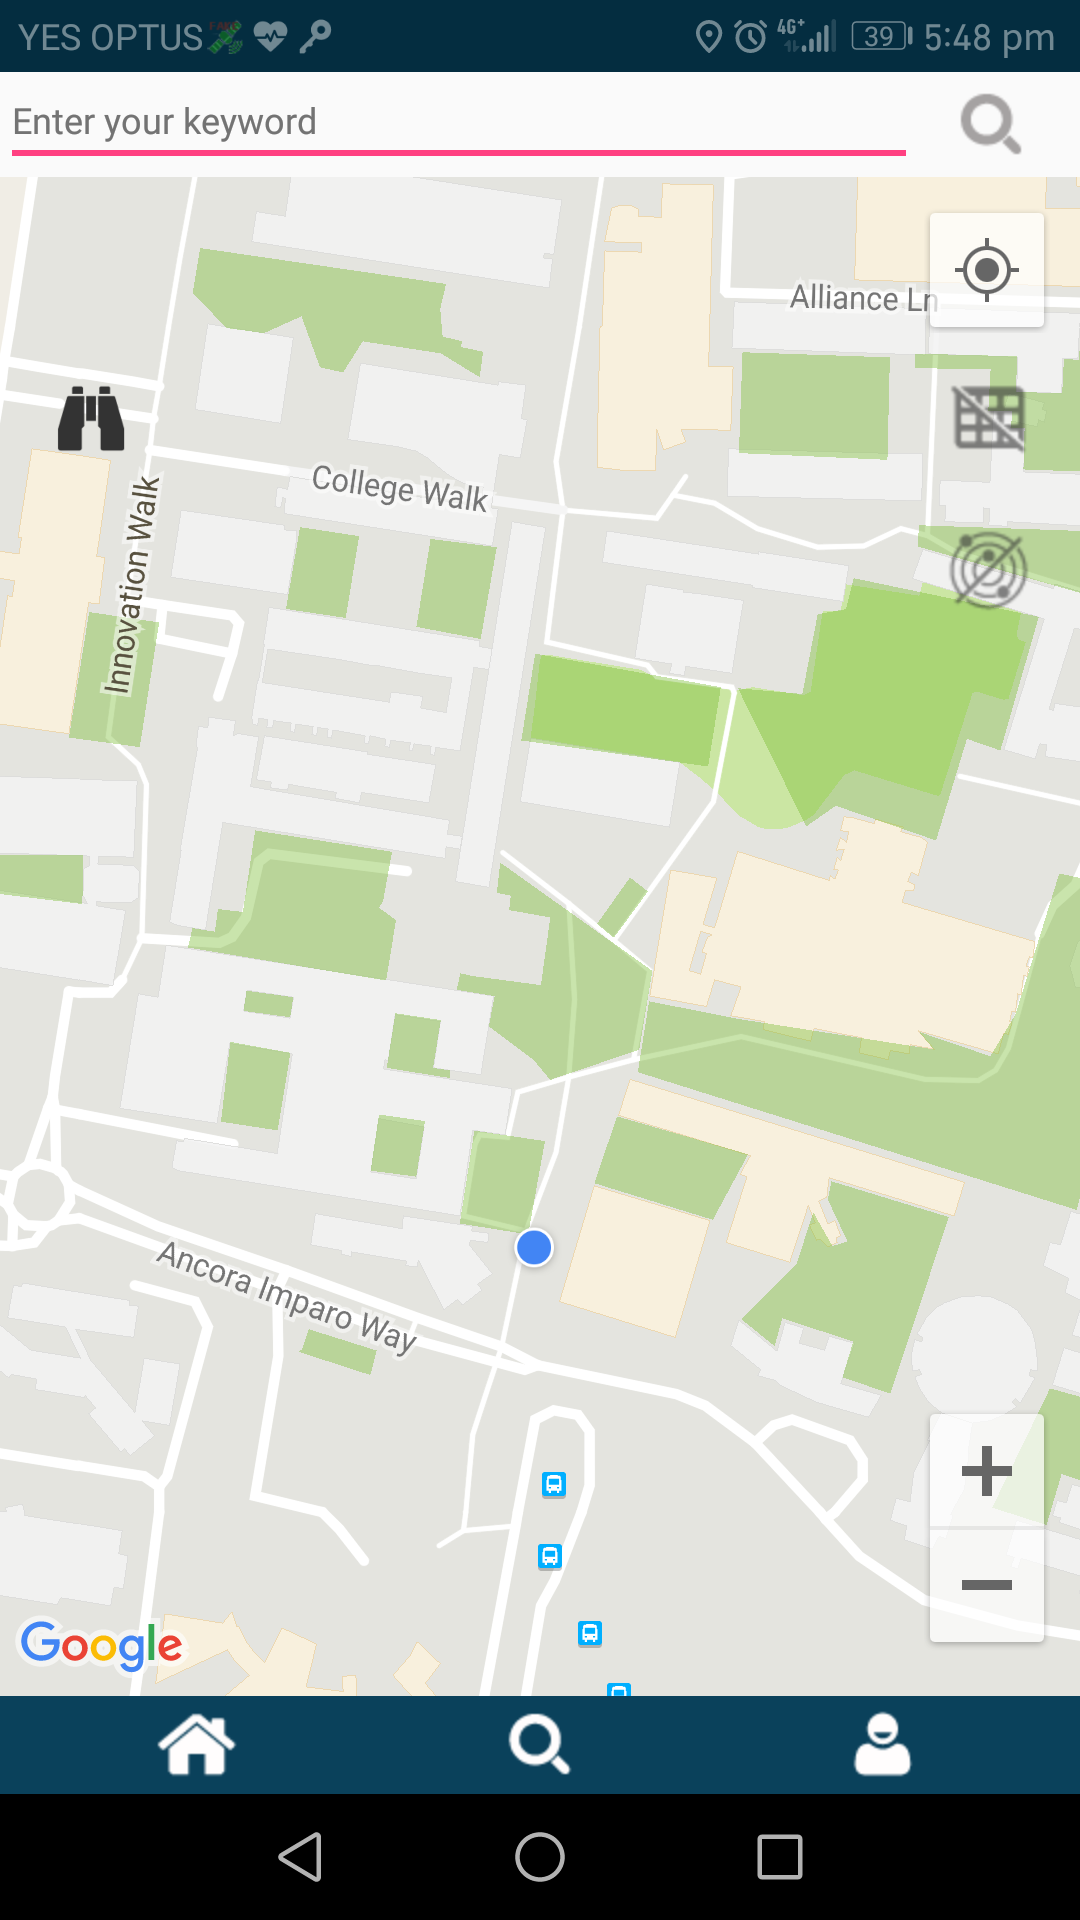 YES OPTUS
4G+ 39 5:48 pm
Enter your keyword
Alliance Ln
College Walk
Innovation Walk
Ancora Imparo Way
Google